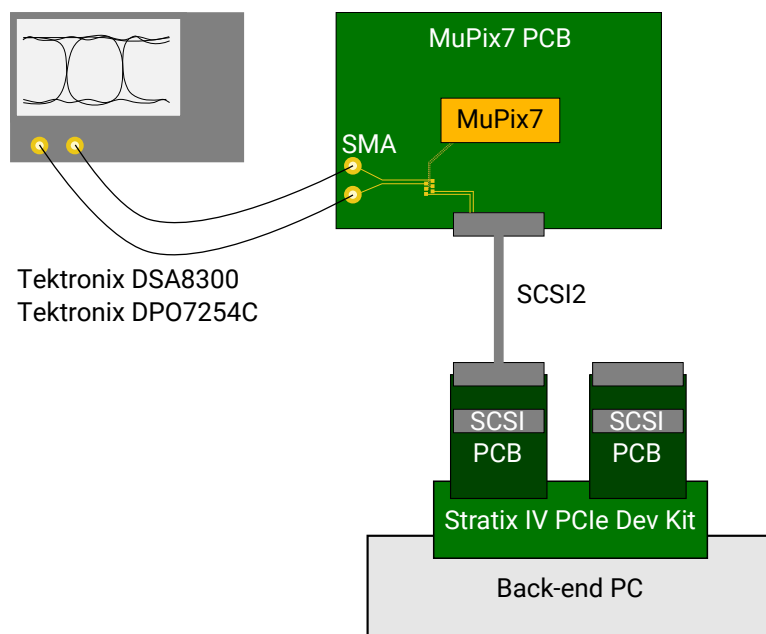 MuPix7 PCB
MuPix7
SMA
Tektronix DSA8300
Tektronix DPO7254C
SCSI2
SCSI
PCB
SCSI
PCB
Stratix IV PCIe Dev Kit
Back-end PC